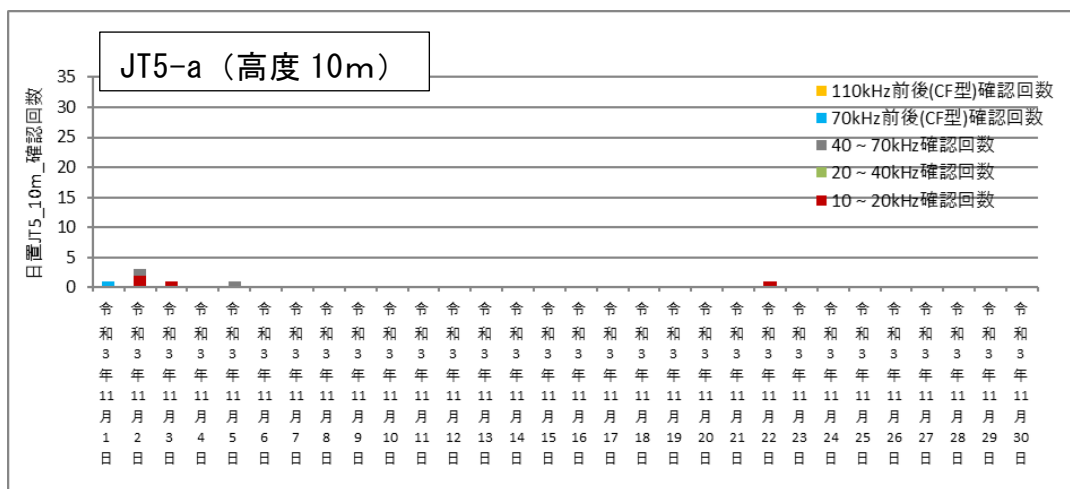 JT5-a（高度 10ｍ）
日置JT5_10m_確認回数
35
30
25
20
15
10
5
0
110kHz前後(CF型)確認回数
70kHz前後(CF型)確認回数
40～70kHz確認回数
20～40kHz確認回数
10～20kHz確認回数
令和3年11月1日
令和3年11月2日
令和3年11月3日
令和3年11月4日
令和3年11月5日
令和3年11月6日
令和3年11月7日
令和3年11月8日
令和3年11月9日
令和3年11月10日
令和3年11月11日
令和3年11月12日
令和3年11月13日
令和3年11月14日
令和3年11月15日
令和3年11月16日
令和3年11月17日
令和3年11月18日
令和3年11月19日
令和3年11月20日
令和3年11月21日
令和3年11月22日
令和3年11月23日
令和3年11月24日
令和3年11月25日
令和3年11月26日
令和3年11月27日
令和3年11月28日
令和3年11月29日
令和3年11月30日